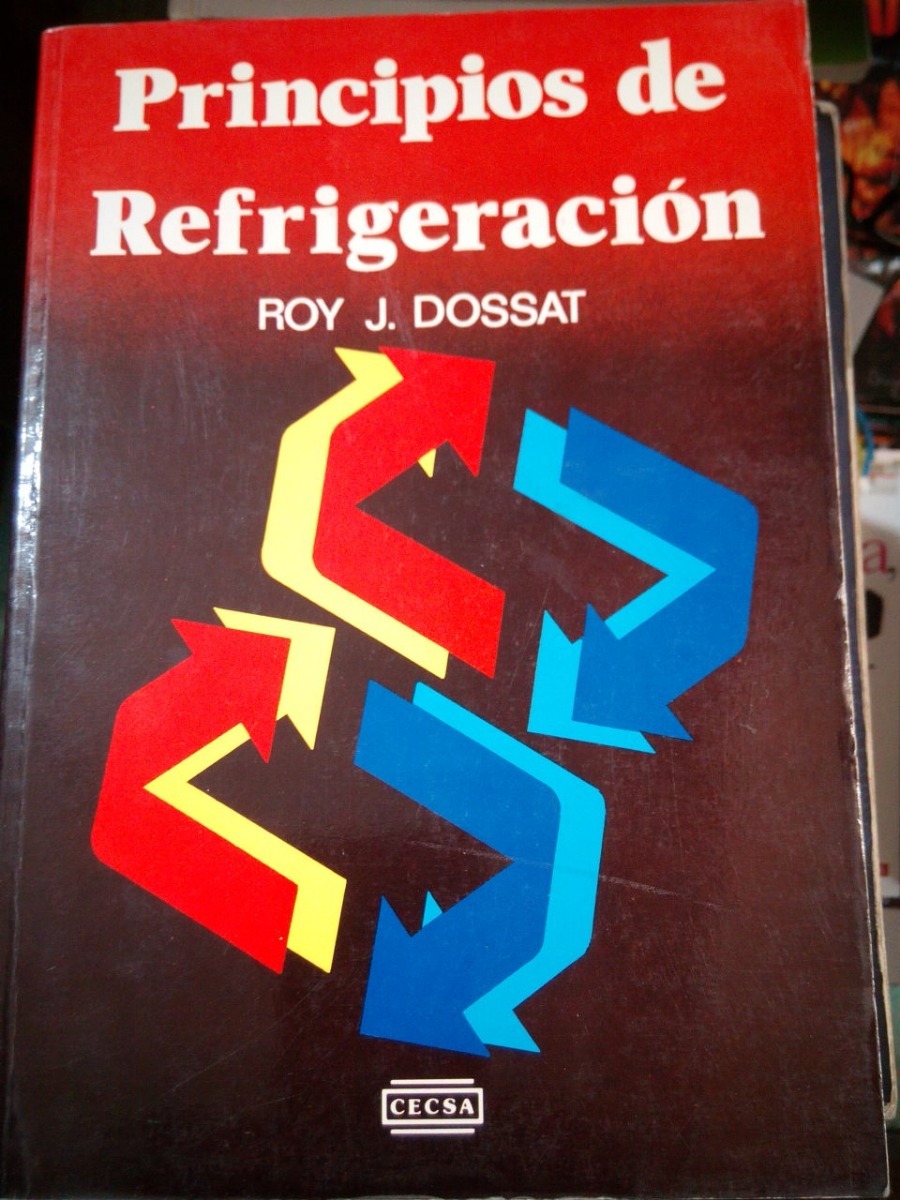 Principios de
Refrigeración
ROY J. DOSSAT
CECSA
a,